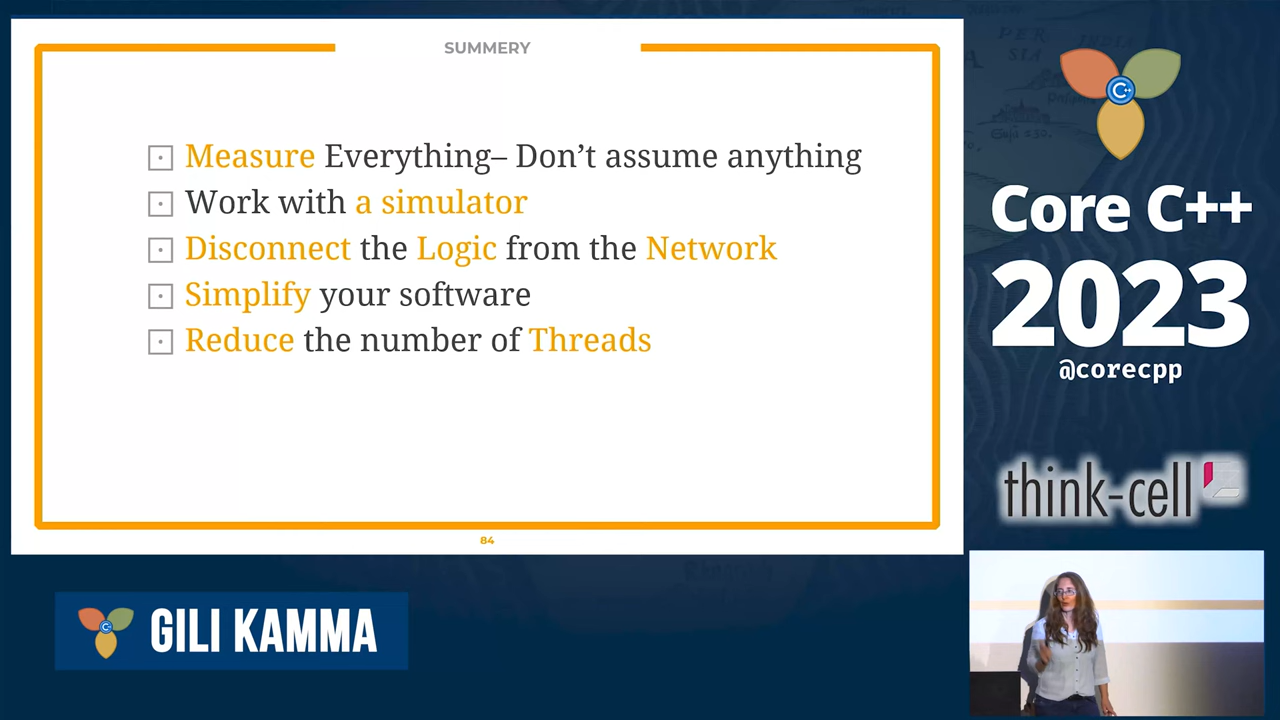 SUMMERY
Measure Everything– Don’t assume anything
Work with a simulator
Disconnect the Logic from the Network
Simplify your software
Reduce the number of Threads
84
GILI KAMMA
C++
Core C++
2023
@corecpp
think-cell